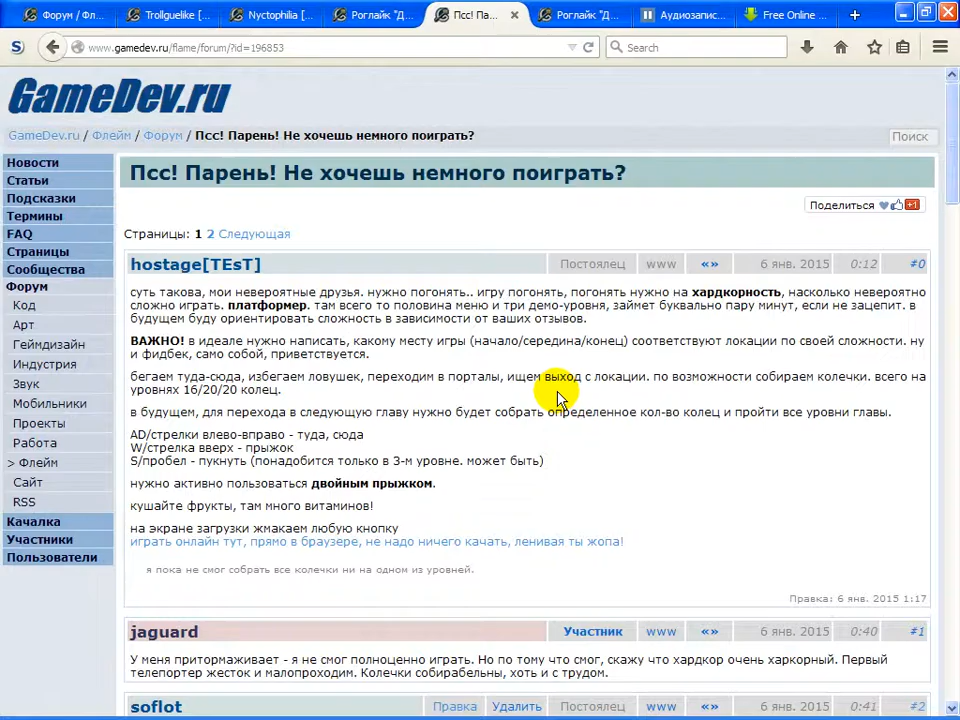 Форум / Фл...
Trollguelike [...
Nyctophilia [...
Роглайк "Д...
Псс! Па...
Роглайк "Д...
Аудиозапис...
Free Online ...
www.gamedev.ru/flame/forum/?id=196853
Search
GameDev.ru
GameDev.ru / Флейм / Форум / Псс! Парень! Не хочешь немного поиграть?
Поиск
Новости
Статьи
Подсказки
Термины
FAQ
Страницы
Сообщества
Форум
Код
Арт
Геймдизайн
Индустрия
Звук
Мобильники
Проекты
Работа
> Флейм
Сайт
RSS
Качалка
Участники
Пользователи
Псс! Парень! Не хочешь немного поиграть?
Поделиться +1
Страницы: 1 2 Следующая
hostage[TEsT] Постоялец www «» 6 янв. 2015 0:12 #0
суть такова, мои невероятные друзья. нужно погонять.. игру погонять, погонять нужно на хардкорность, насколько невероятно
сложно играть. платформер. там всего то половина меню и три демо-уровня, займет буквально пару минут, если не зацепит. в
будущем буду ориентировать сложность в зависимости от ваших отзывов.
ВАЖНО! в идеале нужно написать, какому месту игры (начало/середина/конец) соответствуют локации по своей сложности. ну
и фидбек, само собой, приветствуется.
бегаем туда-сюда, избегаем ловушек, переходим в порталы, ищем выход с локации. по возможности собираем колечки. всего на
уровнях 16/20/20 колец.
в будущем, для перехода в следующую главу нужно будет собрать определенное кол-во колец и пройти все уровни главы.
AD/стрелки влево-вправо - туда, сюда
W/стрелка вверх - прыжок
S/пробел - пукнуть (понадобится только в 3-м уровне. может быть)
нужно активно пользоваться двойным прыжком.
кушайте фрукты, там много витаминов!
на экране загрузки жмакаем любую кнопку
играть онлайн тут, прямо в браузере, не надо ничего качать, ленивая ты жопа!
я пока не смог собрать все колечки ни на одном из уровней.
Правка: 6 янв. 2015 1:17
jaguard Участник www «» 6 янв. 2015 0:40 #1
У меня притормаживает - я не смог полноценно играть. Но по тому что смог, скажу что хардкор очень харкорный. Первый
телепортер жесток и малопроходим. Колечки собирабельны, хоть и с трудом.
soflot Правка Удалить Постоялец www «» 6 янв. 2015 0:41 #2